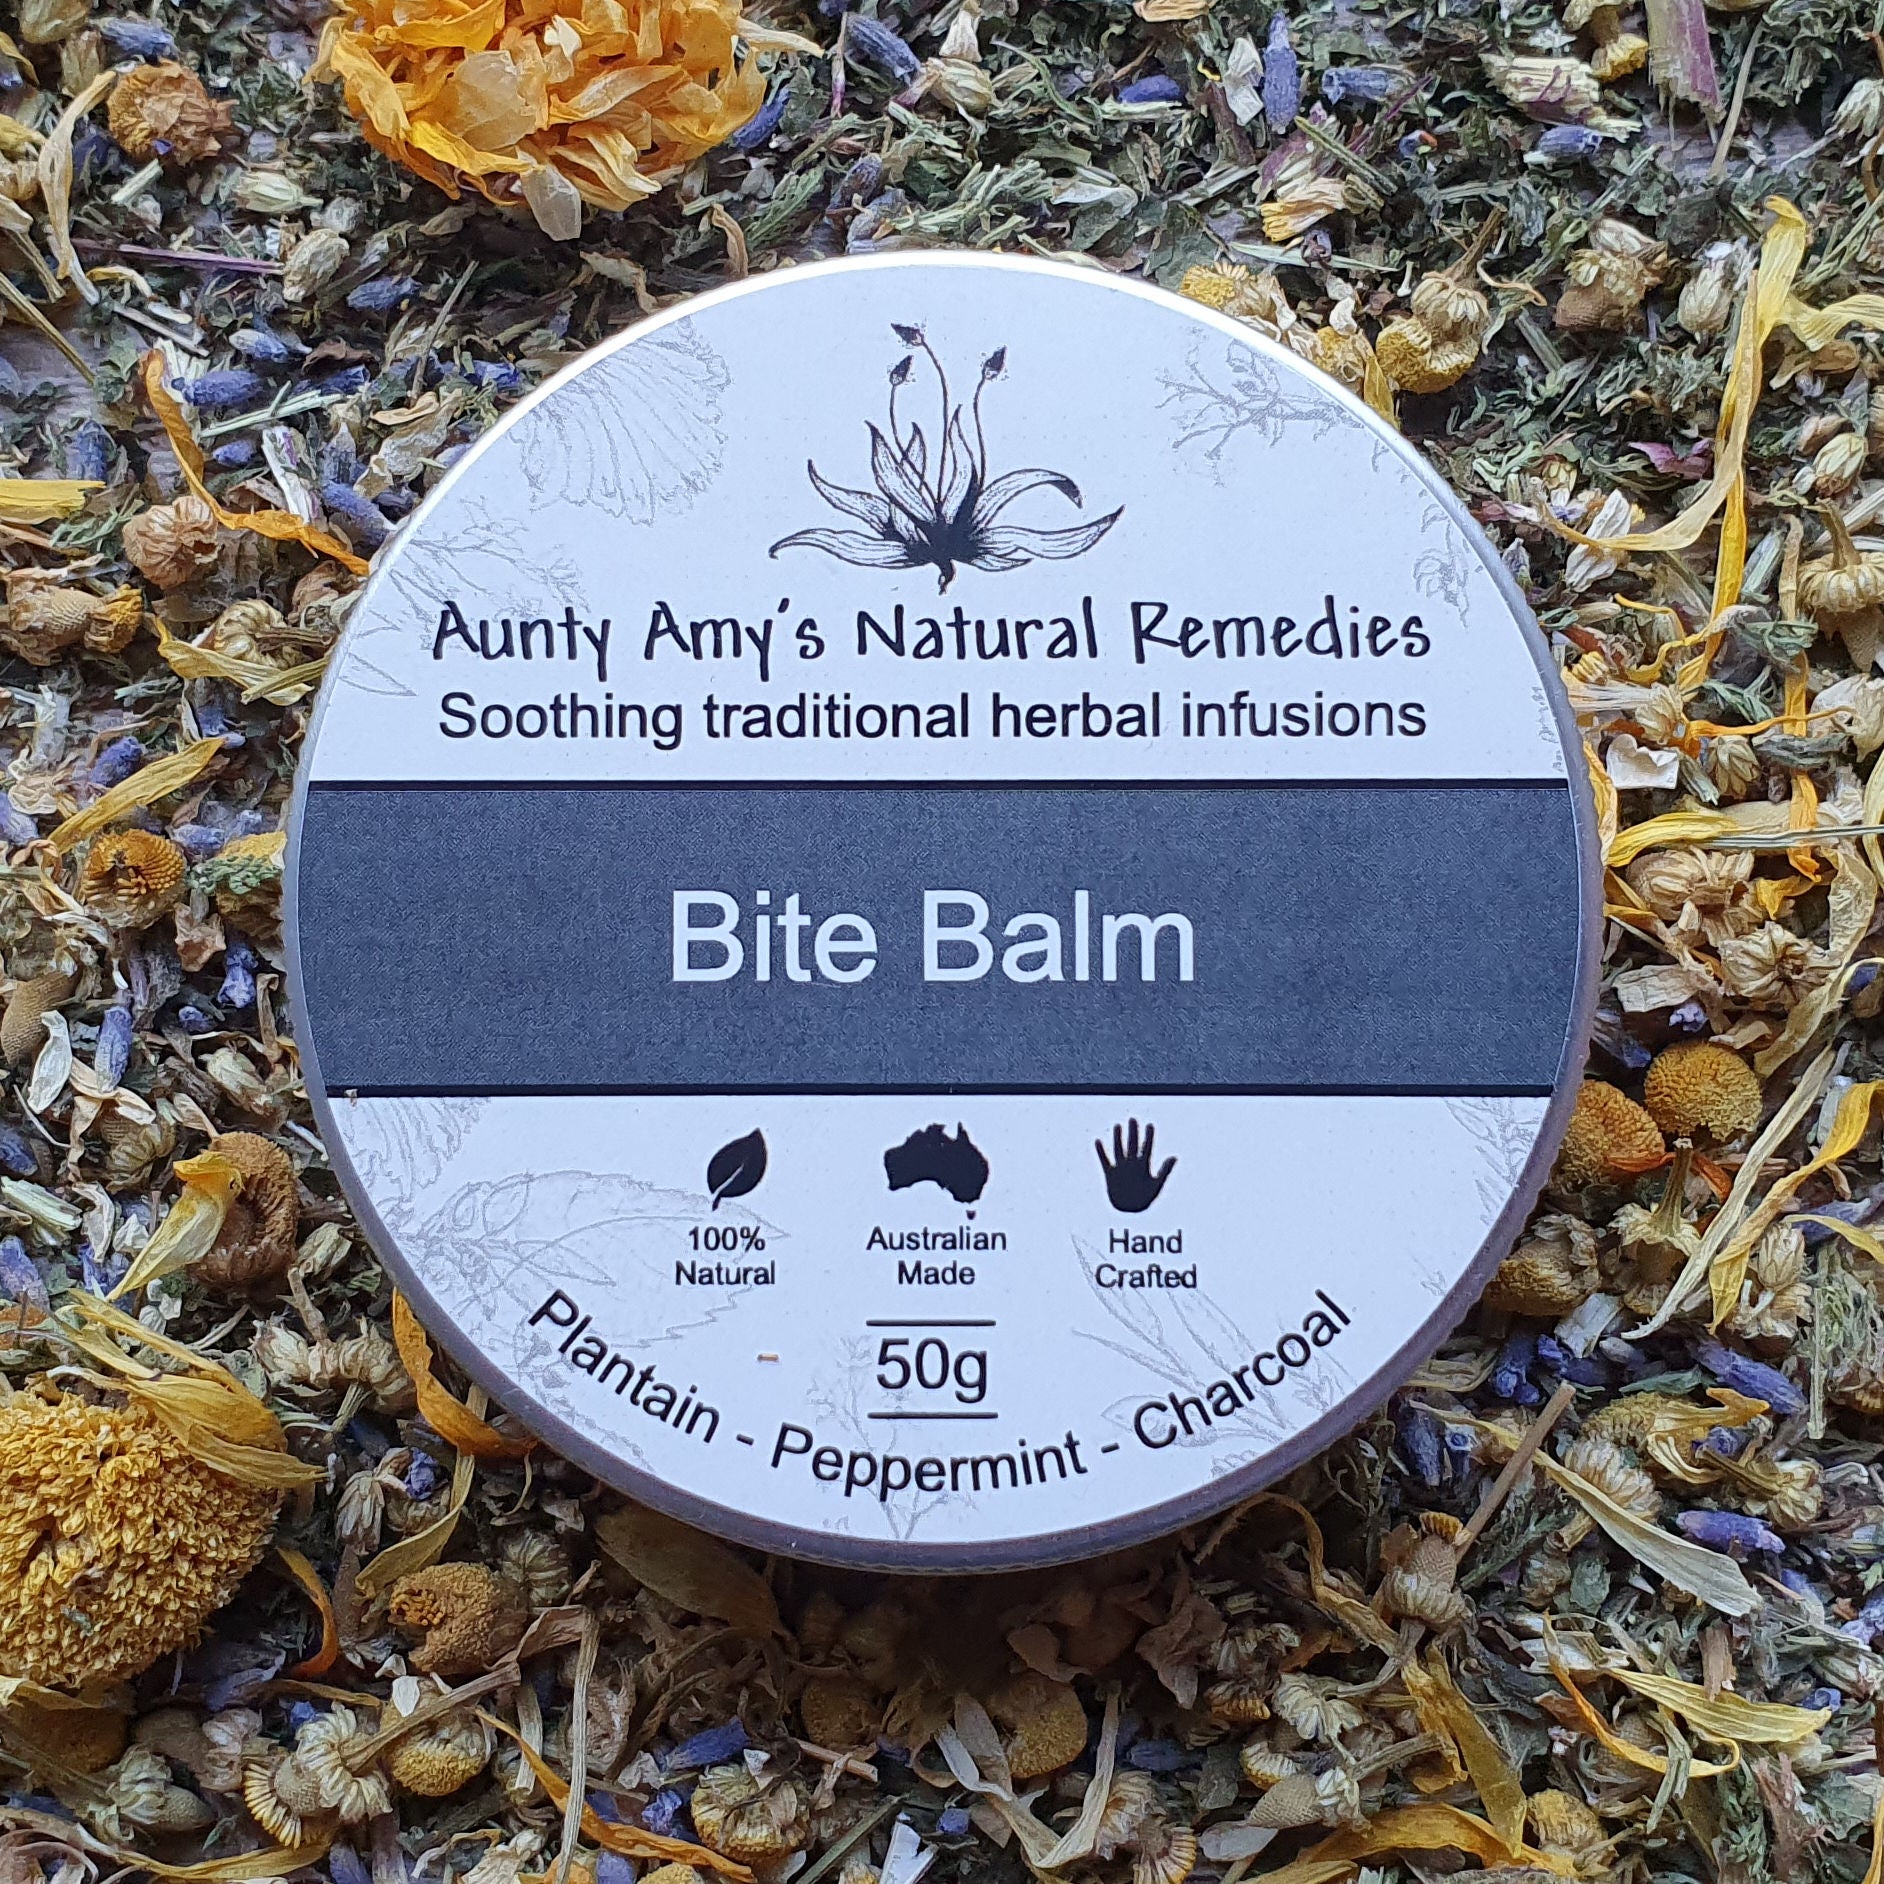 Aunty Amy's Natural Remedies
Soothing traditional herbal infusions
Bite Balm
100%
Natural
Australian
Made
Hand
Crafted
50g
Plantain - Peppermint - Charcoal